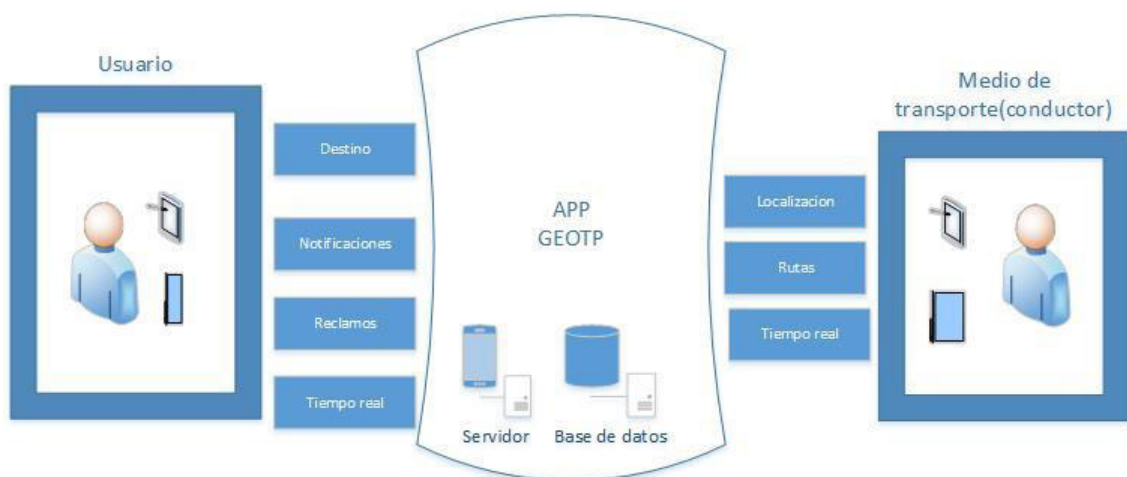 Usuario
Destino
Notificaciones
Reclamos
Tiempo real
APP
GEOTP
Servidor
Base de datos
Medio de
transporte(conductor)
Localizacion
Rutas
Tiempo real